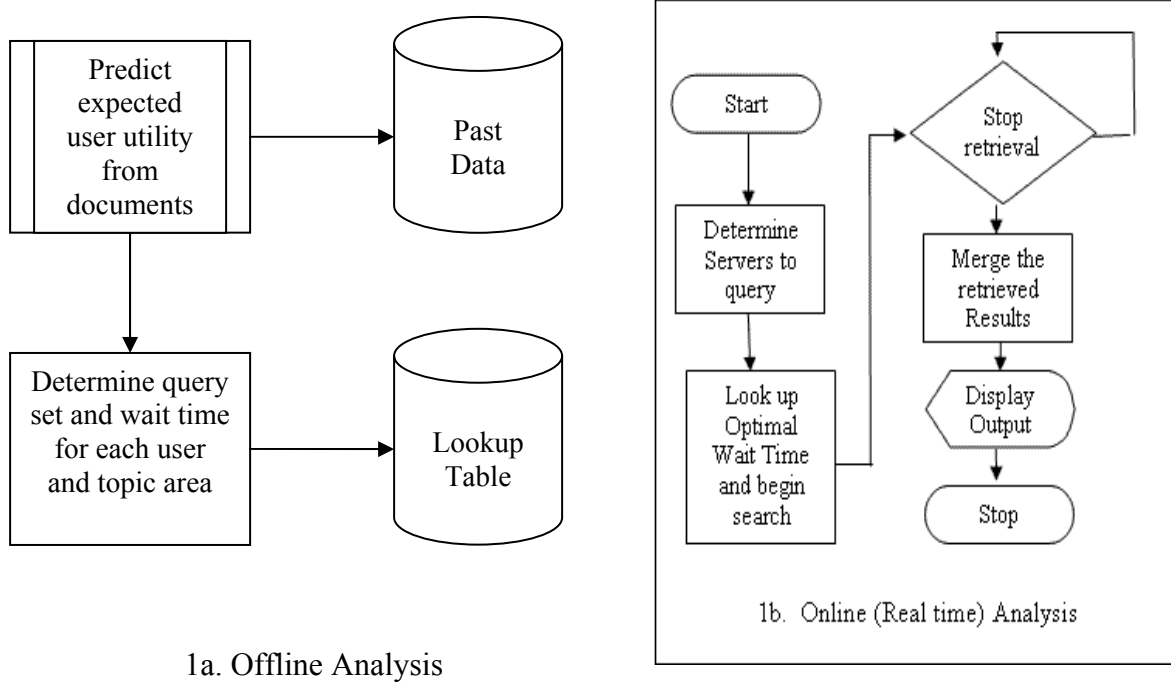 Predict
expected
user utility
from
documents
Past
Data
Determine query
set and wait time
for each user
and topic area
Lookup
Table
1a. Offline Analysis
Start
Determine
Servers to
query
Look up
Optimal
Wait Time
and begin
search
Stop
retrieval
Merge the
retrieved
Results
Display
Output
Stop
1b. Online (Real time) Analysis